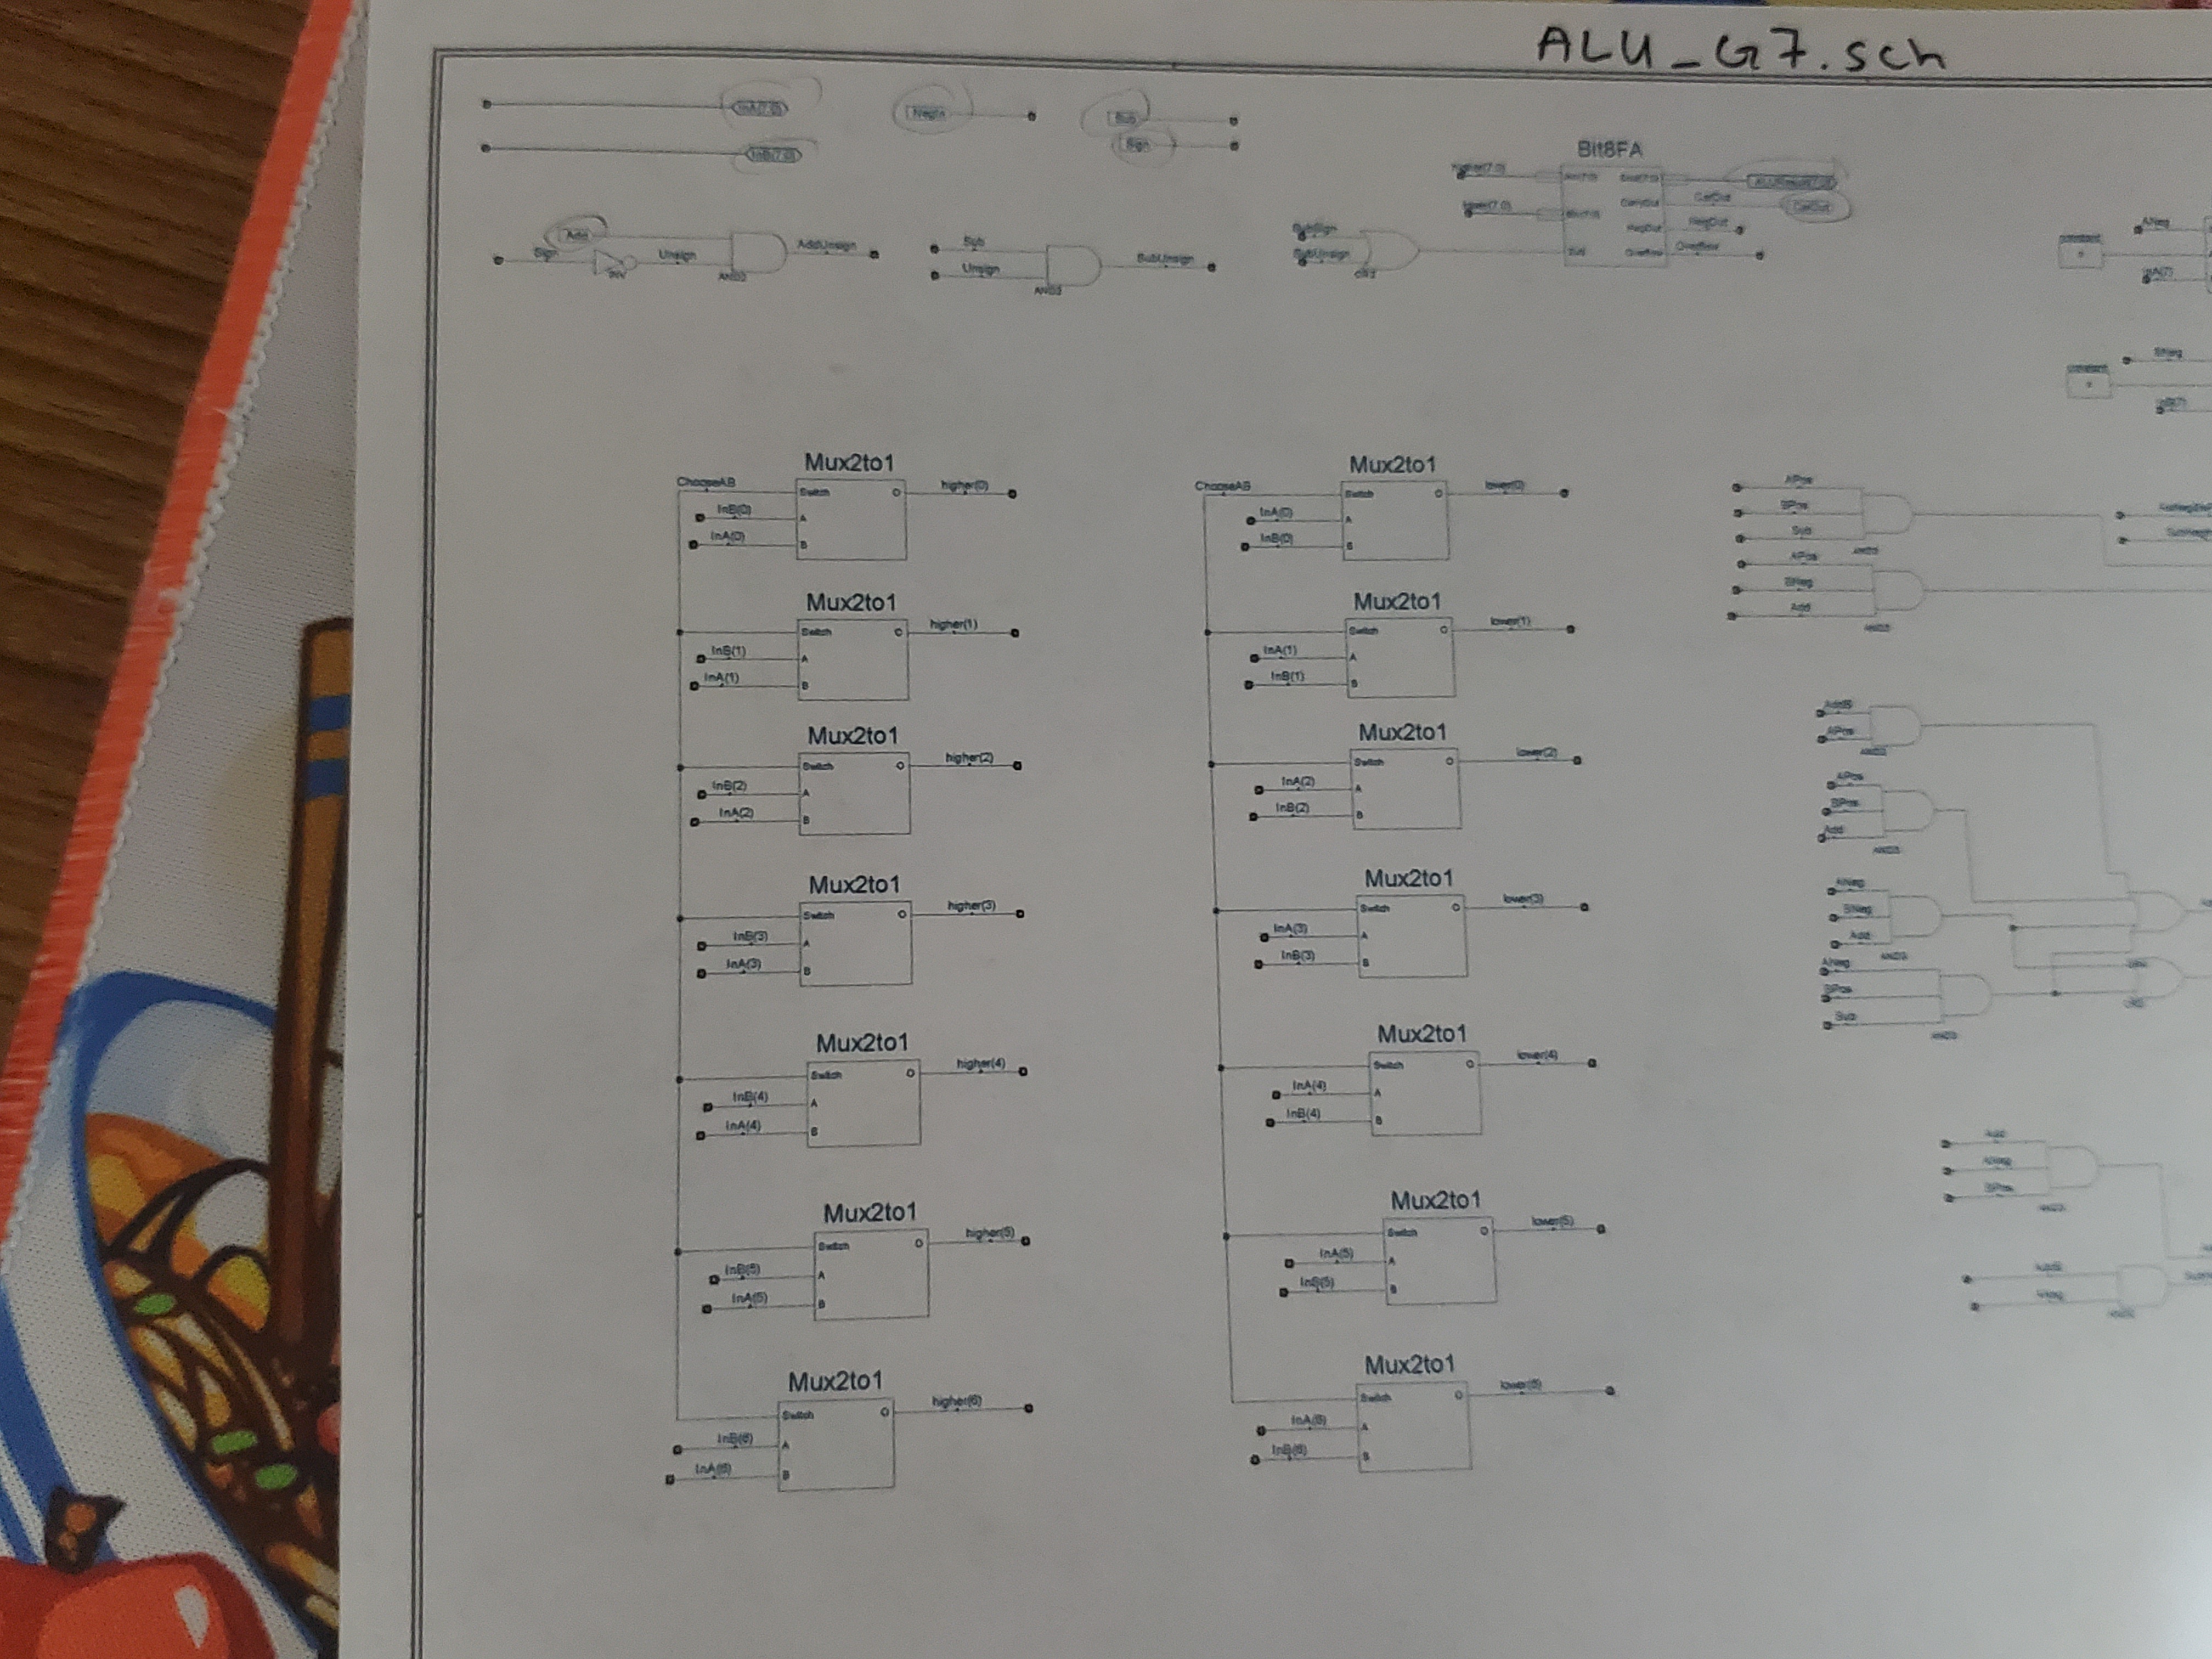 ALU_G7.sch
InA(7:0)
NegIn
Sub
InB(7:0)
Sign
Bit8FA
higher(7:0)
lower(7:0)
CarOut
CarOut
NegOut
Overflow
Add
Sign
Unsign
AddUnsign
INV
AND2
Sub
Unsign
SubUnsign
AND2
SubSign
SubUnsign
OR2
ANeg
InA(7)
BNeg
InB(7)
Mux2to1
ChooseAB
Switch
O
higher(0)
InB(0)
A
InA(0)
B
Mux2to1
Switch
O
higher(1)
InB(1)
A
InA(1)
B
Mux2to1
Switch
O
higher(2)
InB(2)
A
InA(2)
B
Mux2to1
Switch
O
higher(3)
InB(3)
A
InA(3)
B
Mux2to1
Switch
O
higher(4)
InB(4)
A
InA(4)
B
Mux2to1
Switch
O
higher(5)
InB(5)
A
InA(5)
B
Mux2to1
Switch
O
higher(6)
InB(6)
A
InA(6)
B
Mux2to1
ChooseAB
Switch
O
lower(0)
InA(0)
A
InB(0)
B
Mux2to1
Switch
O
lower(1)
InA(1)
A
InB(1)
B
Mux2to1
Switch
O
lower(2)
InA(2)
A
InB(2)
B
Mux2to1
Switch
O
lower(3)
InA(3)
A
InB(3)
B
Mux2to1
Switch
O
lower(4)
InA(4)
A
InB(4)
B
Mux2to1
Switch
O
lower(5)
InA(5)
A
InB(5)
B
Mux2to1
Switch
O
lower(6)
InA(6)
A
InB(6)
B
APos
BPos
Sub
AND3
APos
BNeg
Add
AND3
APos
AND2
APos
BPos
Add
AND3
ANeg
BNeg
Add
AND3
ANeg
BPos
Sub
AND3
Add
ANeg
BPos
AND3